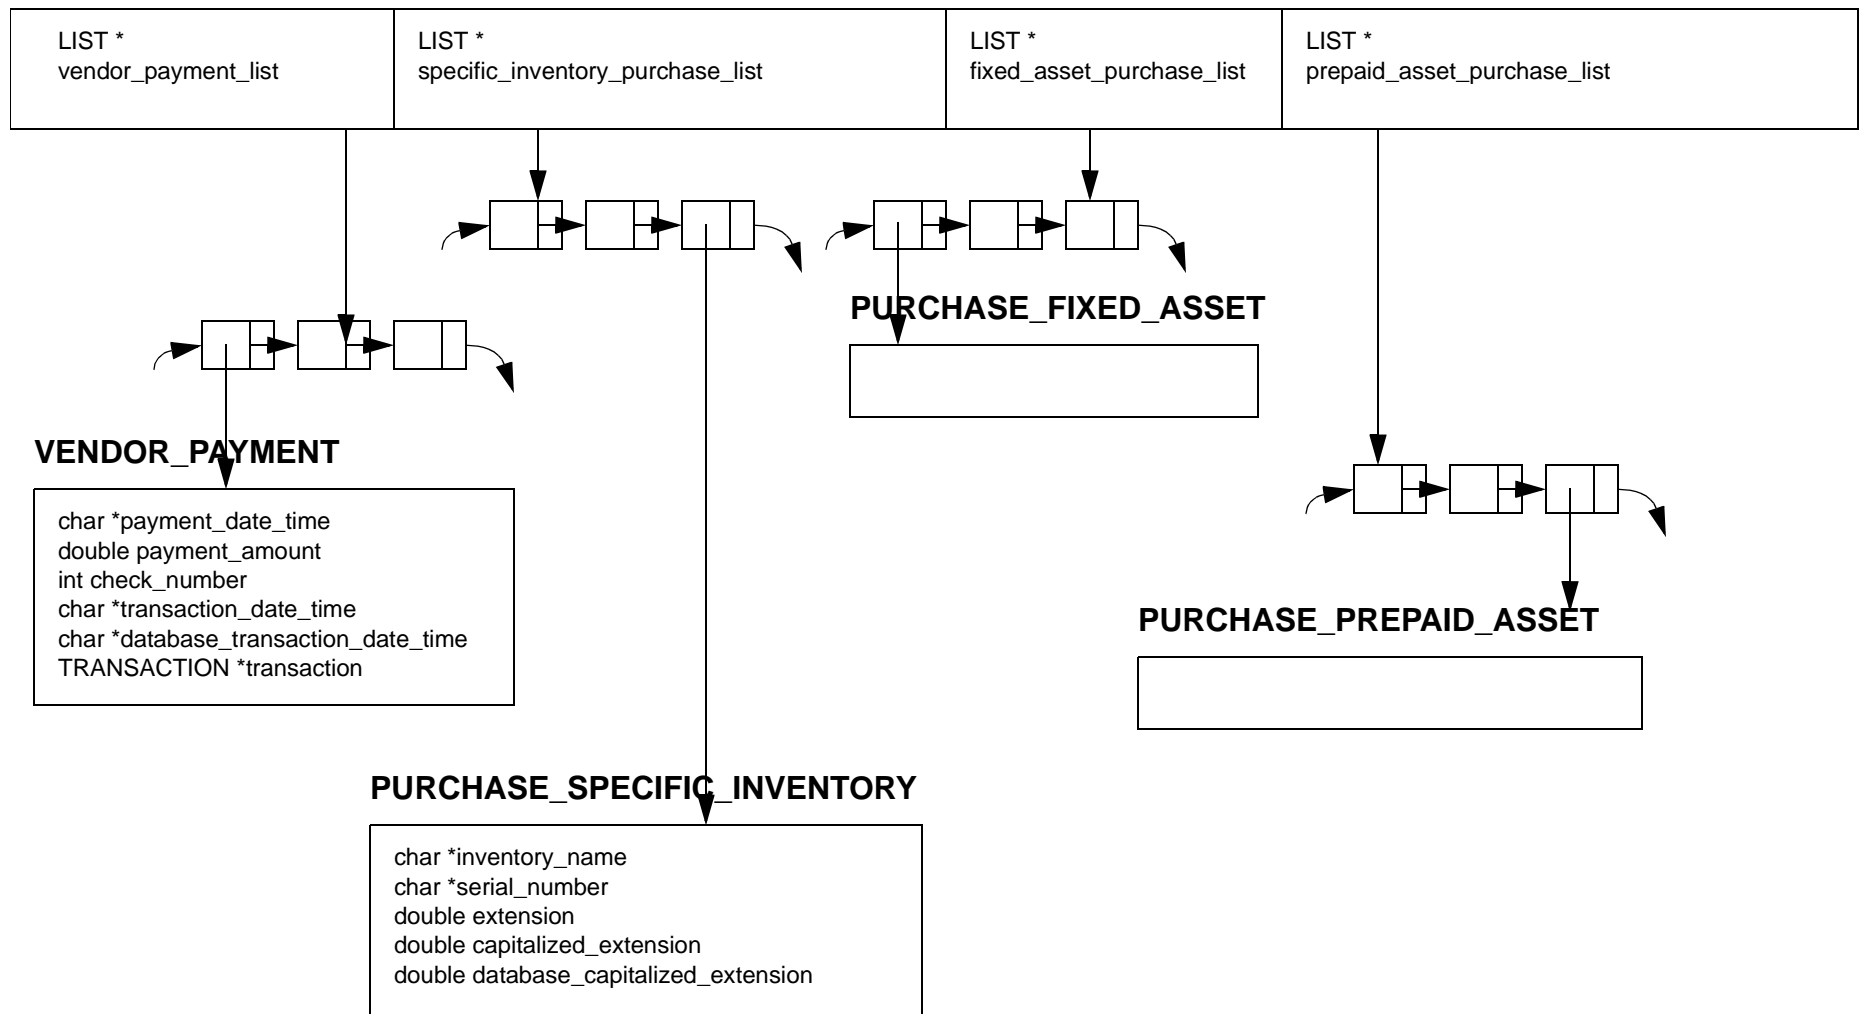 LIST *
vendor_payment_list
LIST *
specific_inventory_purchase_list
LIST *
fixed_asset_purchase_list
LIST *
prepaid_asset_purchase_list
PURCHASE_FIXED_ASSET
VENDOR_PAYMENT
char *payment_date_time
double payment_amount
int check_number
char *transaction_date_time
char *database_transaction_date_time
TRANSACTION *transaction
PURCHASE_PREPAID_ASSET
PURCHASE_SPECIFIC_INVENTORY
char *inventory_name
char *serial_number
double extension
double capitalized_extension
double database_capitalized_extension